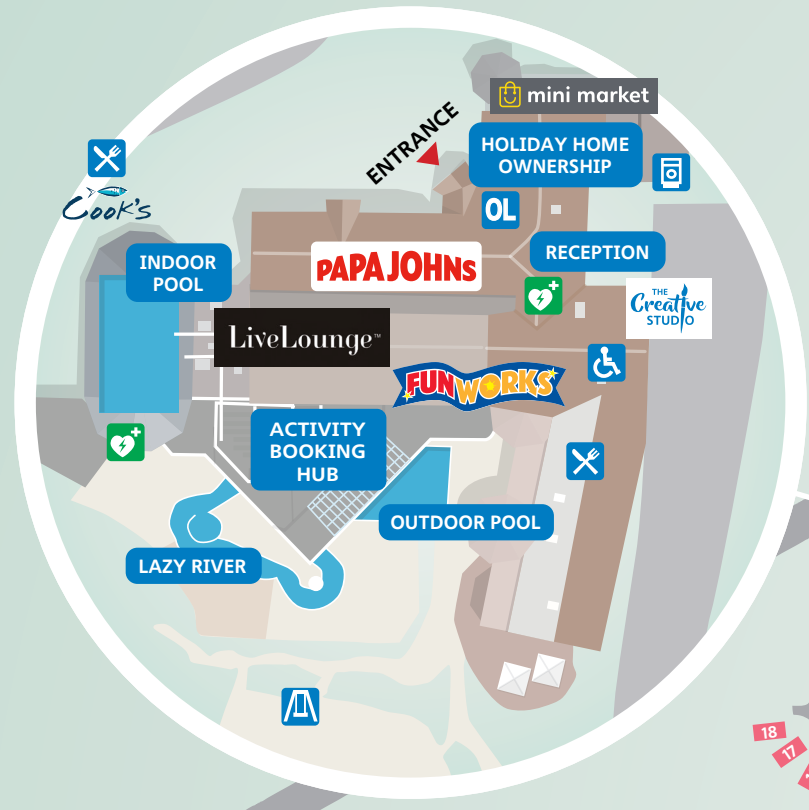 mini market
ENTRANCE
HOLIDAY HOME
OWNERSHIP
Cook's
OL
INDOOR
POOL
RECEPTION
PAPA JOHNS
THE
Creative
STUDIO
LiveLounge™
FUNWORKS
ACTIVITY
BOOKING
HUB
OUTDOOR POOL
LAZY RIVER
18
17